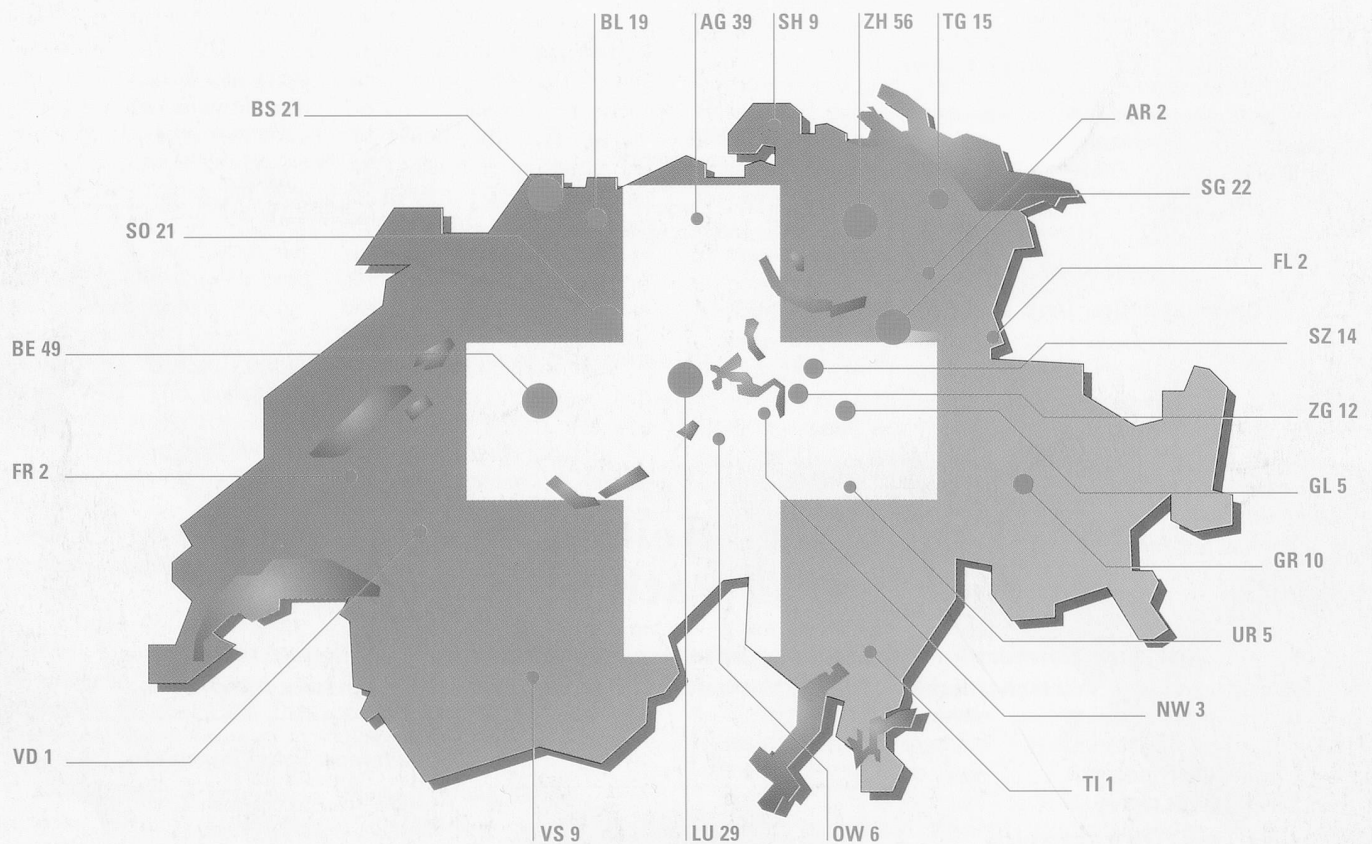 BL 19 AG 39 SH 9 ZH 56 TG 15
BS 21
AR 2
SG 22
SO 21
FL 2
BE 49
SZ 14
ZG 12
FR 2
GL 5
GR 10
UR 5
NW 3
VD 1
TI 1
VS 9 LU 29 OW 6